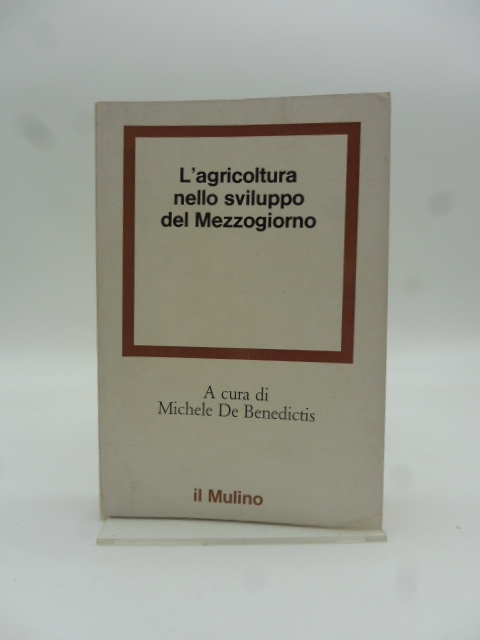 L'agricoltura
nello sviluppo
del Mezzogiorno
A cura di
Michele De Benedictis
il Mulino